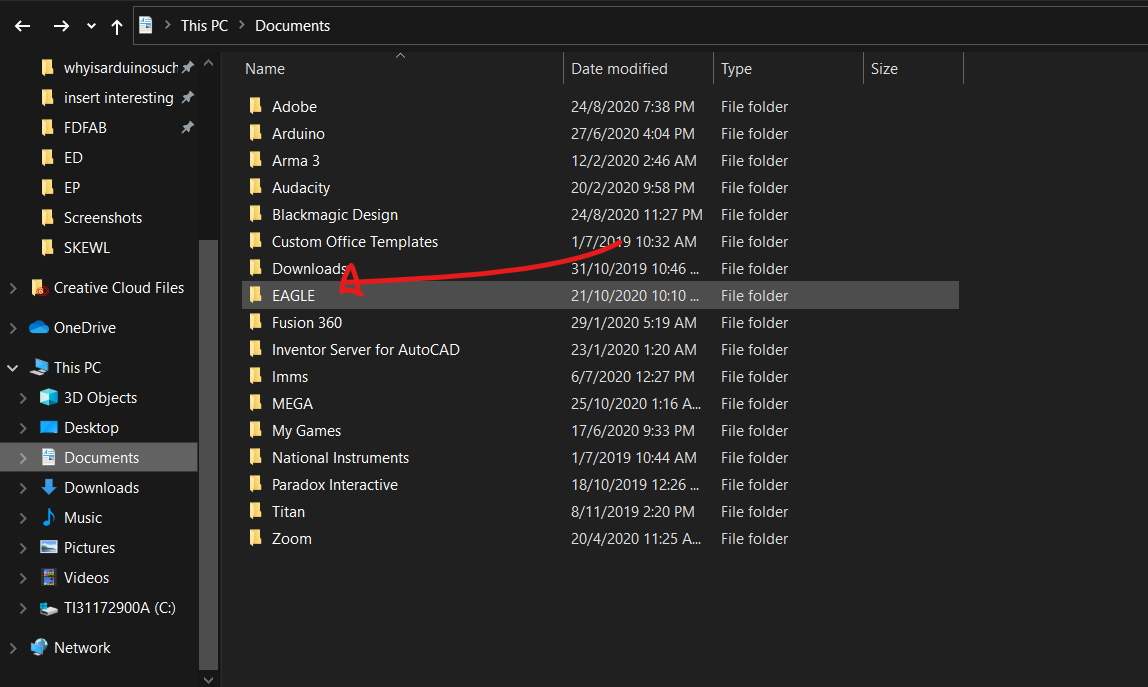 This PC > Documents
whyisarduinosuch
insert interesting
FDFAB
ED
EP
Screenshots
SKEWL
Creative Cloud Files
OneDrive
This PC
3D Objects
Desktop
Documents
Downloads
Music
Pictures
Videos
TI31172900A (C:)
Network
Name Date modified Type Size
Adobe 24/8/2020 7:38 PM File folder
Arduino 27/6/2020 4:04 PM File folder
Arma 3 12/2/2020 2:46 AM File folder
Audacity 20/2/2020 9:58 PM File folder
Blackmagic Design 24/8/2020 11:27 PM File folder
Custom Office Templates 1/7/2019 10:32 AM File folder
Downloads 31/10/2019 10:46 ... File folder
EAGLE 21/10/2020 10:10 ... File folder
Fusion 360 29/1/2020 5:19 AM File folder
Inventor Server for AutoCAD 23/1/2020 1:20 AM File folder
Imms 6/7/2020 12:27 PM File folder
MEGA 25/10/2020 1:16 A... File folder
My Games 17/6/2020 9:33 PM File folder
National Instruments 1/7/2019 10:44 AM File folder
Paradox Interactive 18/10/2019 12:26 ... File folder
Titan 8/11/2019 2:20 PM File folder
Zoom 20/4/2020 11:25 A... File folder